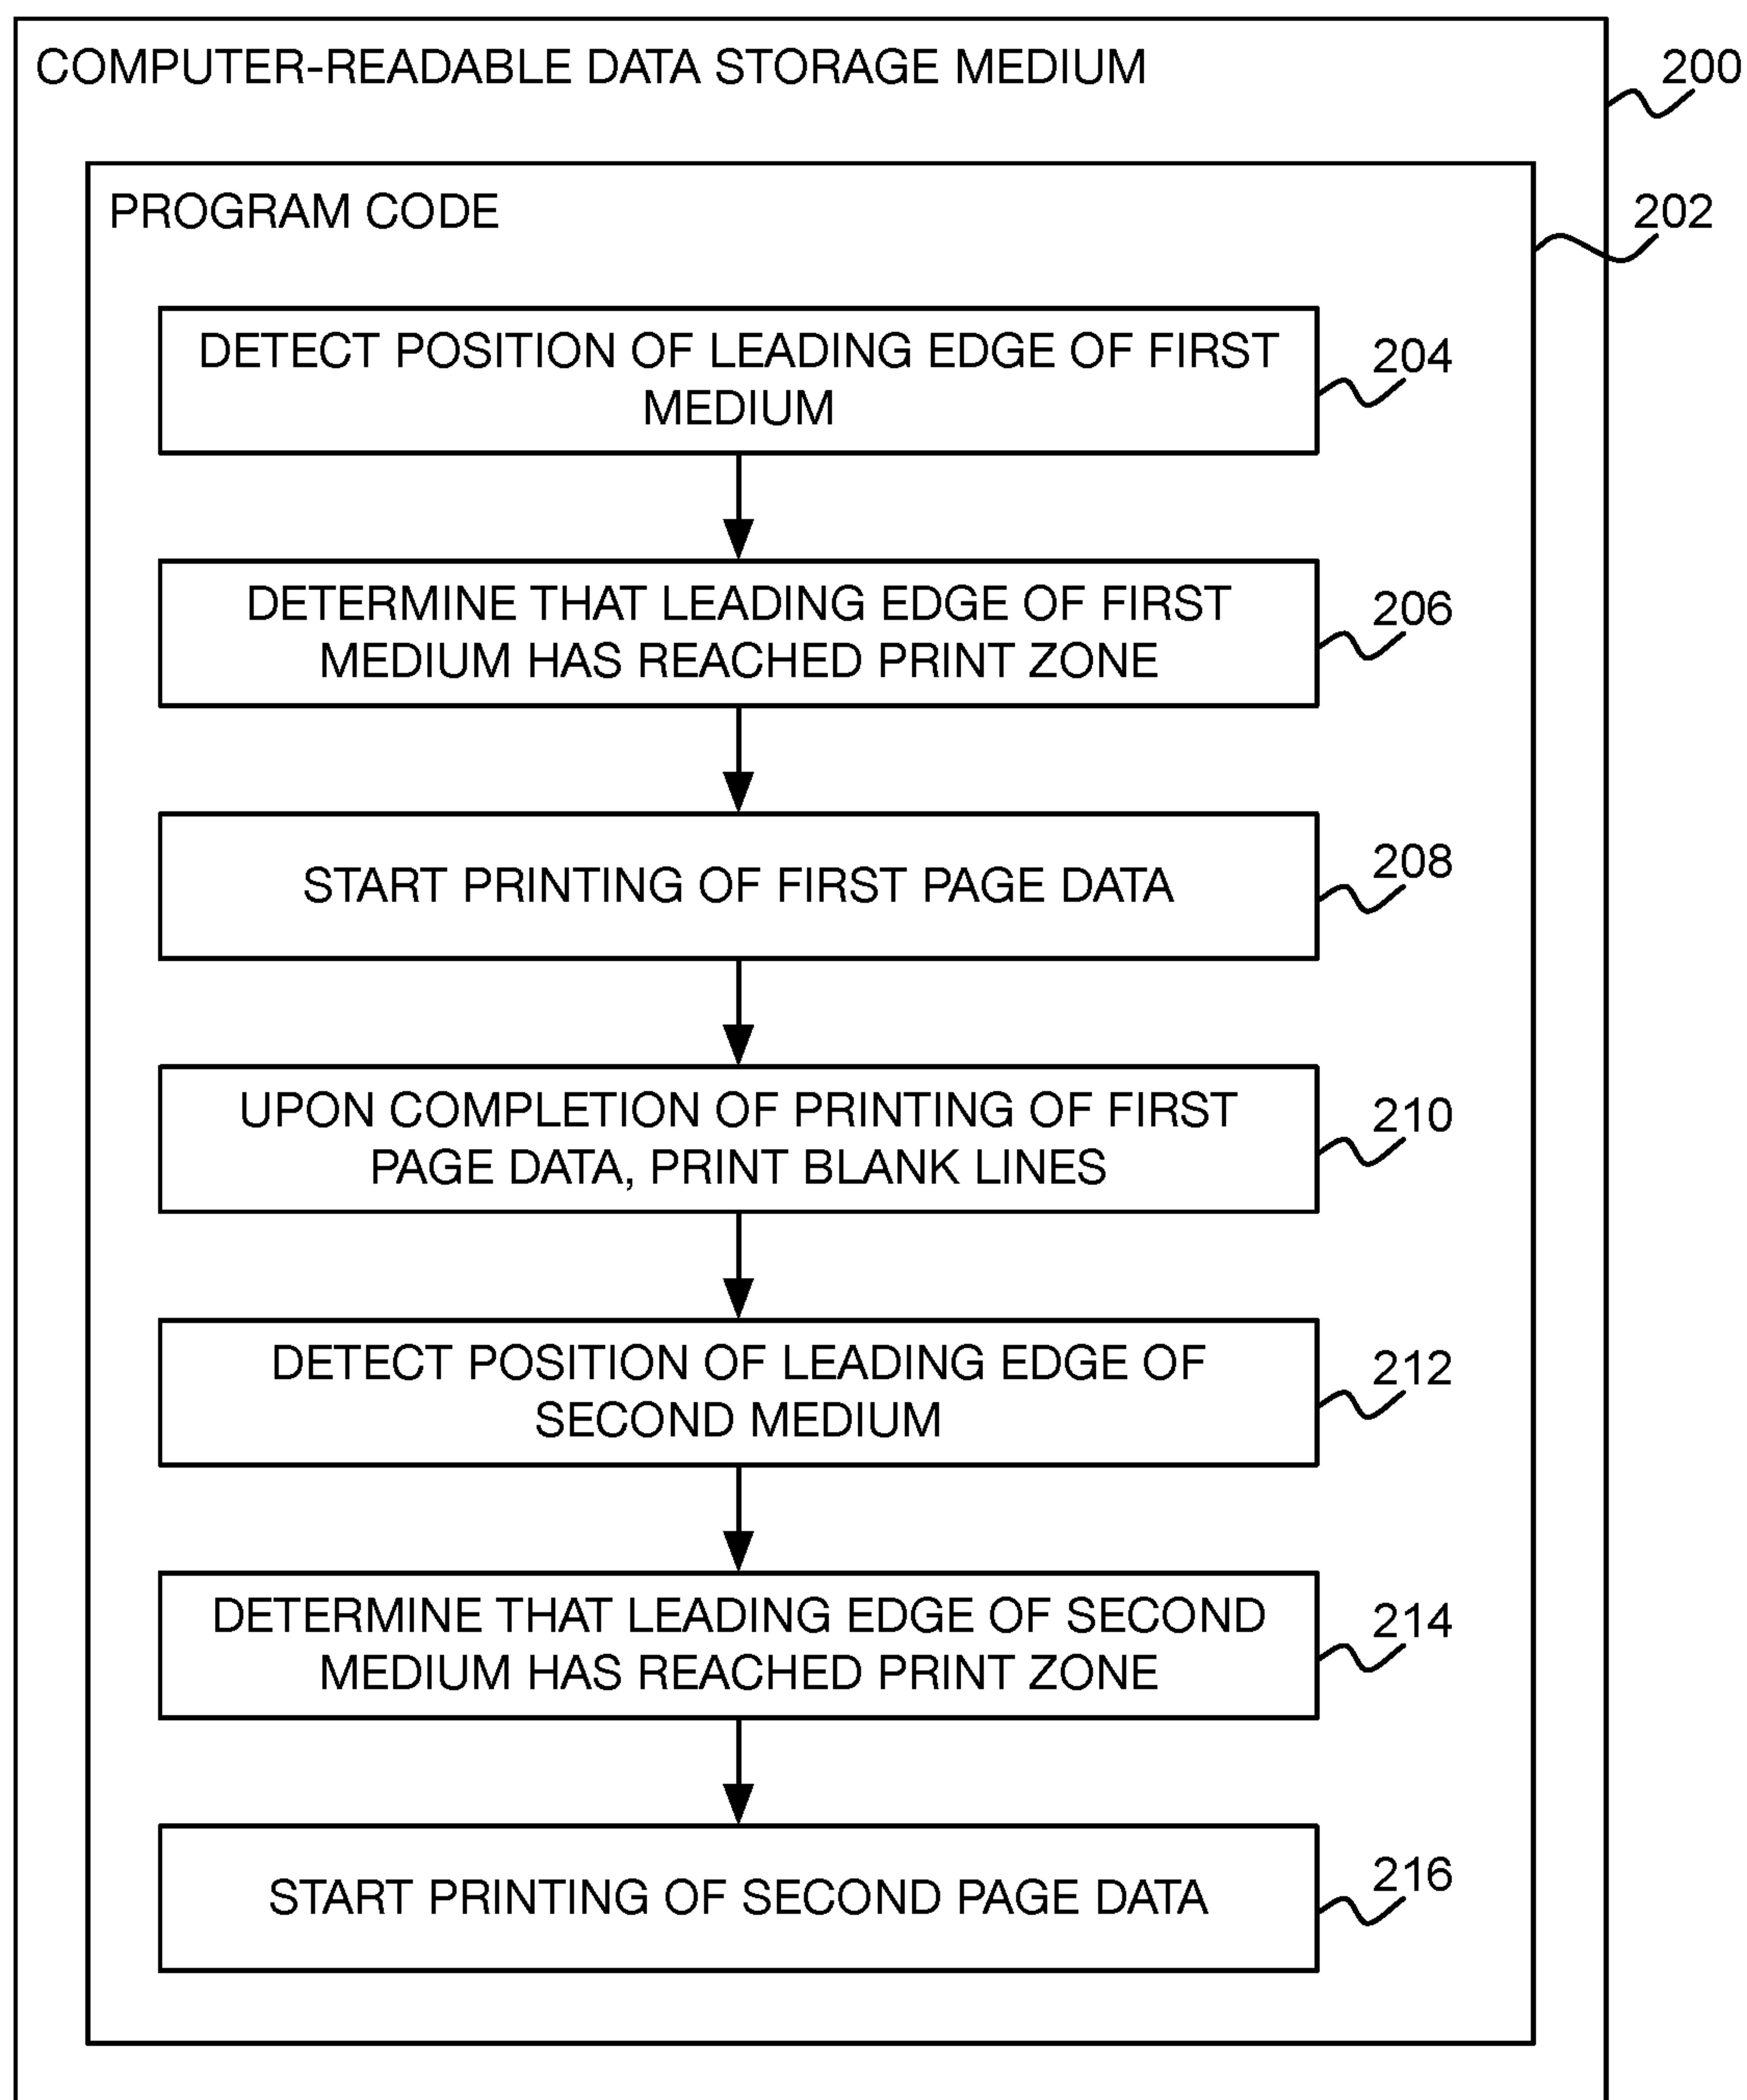 COMPUTER-READABLE DATA STORAGE MEDIUM
200
PROGRAM CODE
202
DETECT POSITION OF LEADING EDGE OF FIRST
MEDIUM
204
DETERMINE THAT LEADING EDGE OF FIRST
MEDIUM HAS REACHED PRINT ZONE
206
START PRINTING OF FIRST PAGE DATA
208
UPON COMPLETION OF PRINTING OF FIRST
PAGE DATA, PRINT BLANK LINES
210
DETECT POSITION OF LEADING EDGE OF
SECOND MEDIUM
212
DETERMINE THAT LEADING EDGE OF SECOND
MEDIUM HAS REACHED PRINT ZONE
214
START PRINTING OF SECOND PAGE DATA
216